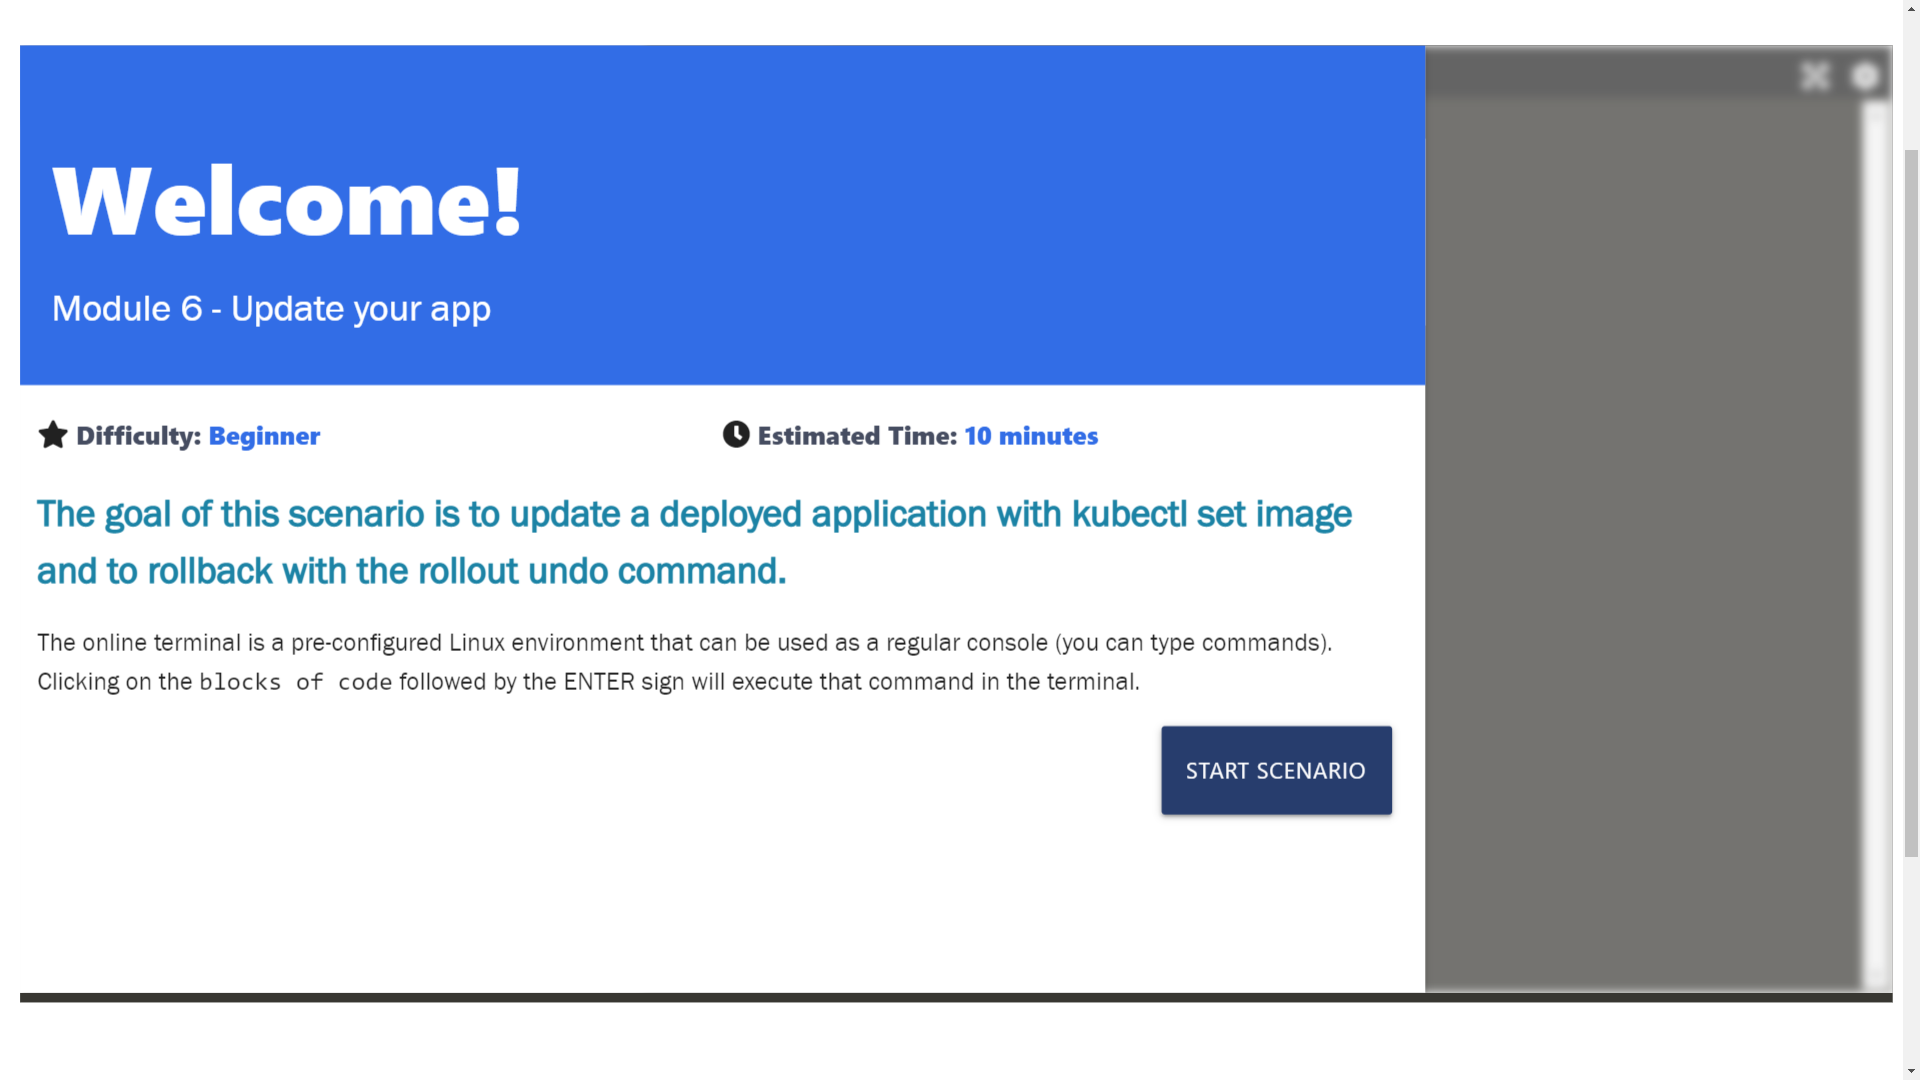 Welcome!
Module 6 - Update your app
Difficulty: Beginner
Estimated Time: 10 minutes
The goal of this scenario is to update a deployed application with kubectl set image
and to rollback with the rollout undo command.
The online terminal is a pre-configured Linux environment that can be used as a regular console (you can type commands).
Clicking on the blocks of code followed by the ENTER sign will execute that command in the terminal.
START SCENARIO